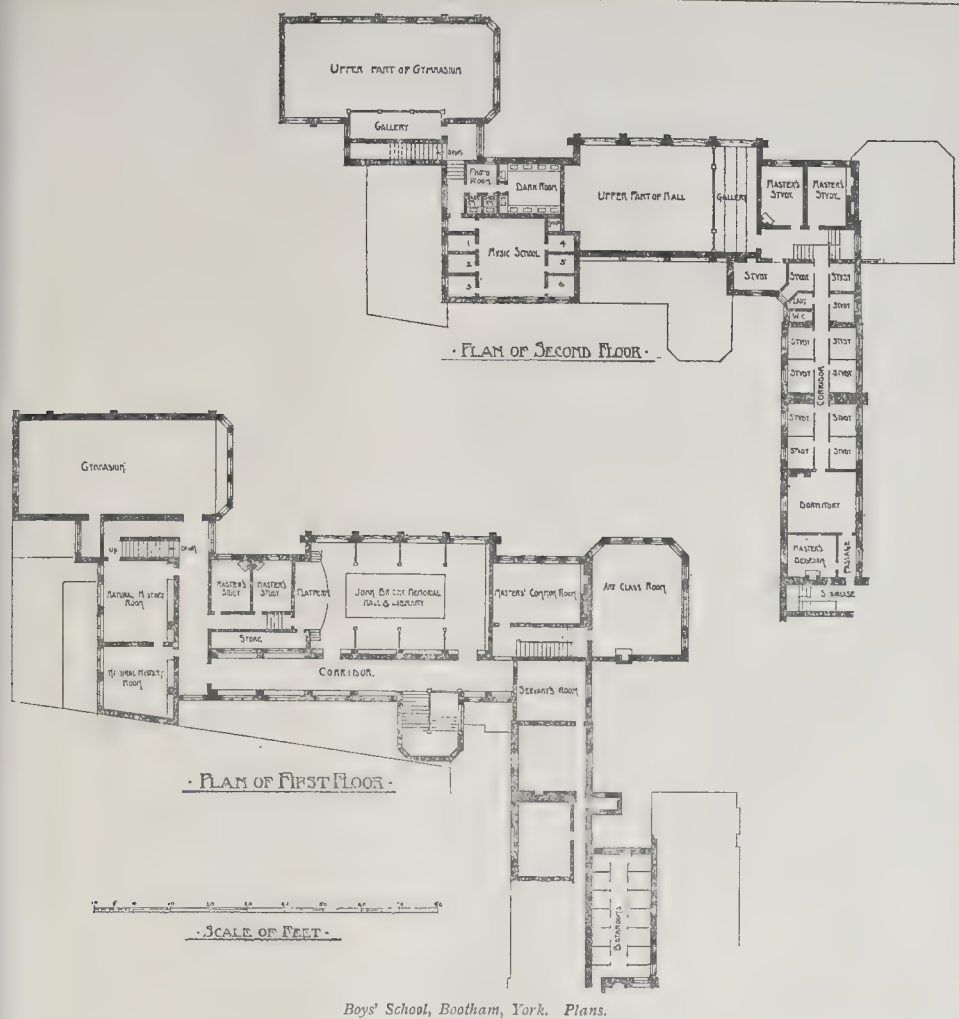 UPPER PART OF GYMNASIUM
GALLERY
DOWN
DARK ROOM
UPPER PART OF HALL
GALLERY
MASTER'S
STUDY.
MASTER'S
STUDY.
1
2
3
MUSIC SCHOOL
4
5
6
STUDY
STUDY
STUDY
LAV.
W.C.
STUDY
STUDY
STUDY
STUDY
STUDY
CORRIDOR
STUDY
STUDY
STUDY
STUDY
DORMITORY
MASTER'S
BEDROOM
PASSAGE
STAIRCASE
· PLAN OF SECOND FLOOR ·
GYMNASIUM
UP
DOWN
NATURAL HISTORY
ROOM
NATURAL HISTORY
ROOM
MASTER'S
STUDY
MASTER'S
STUDY
STORE
PLATFORM
JOHN BRIGHT MEMORIAL
HALL & LIBRARY
MASTERS' COMMON ROOM
ART CLASS ROOM
CORRIDOR.
SERVANT'S ROOM
BATHROOMS
· PLAN OF FIRST FLOOR ·
· SCALE OF FEET ·
Boys' School, Bootham, York. Plans.